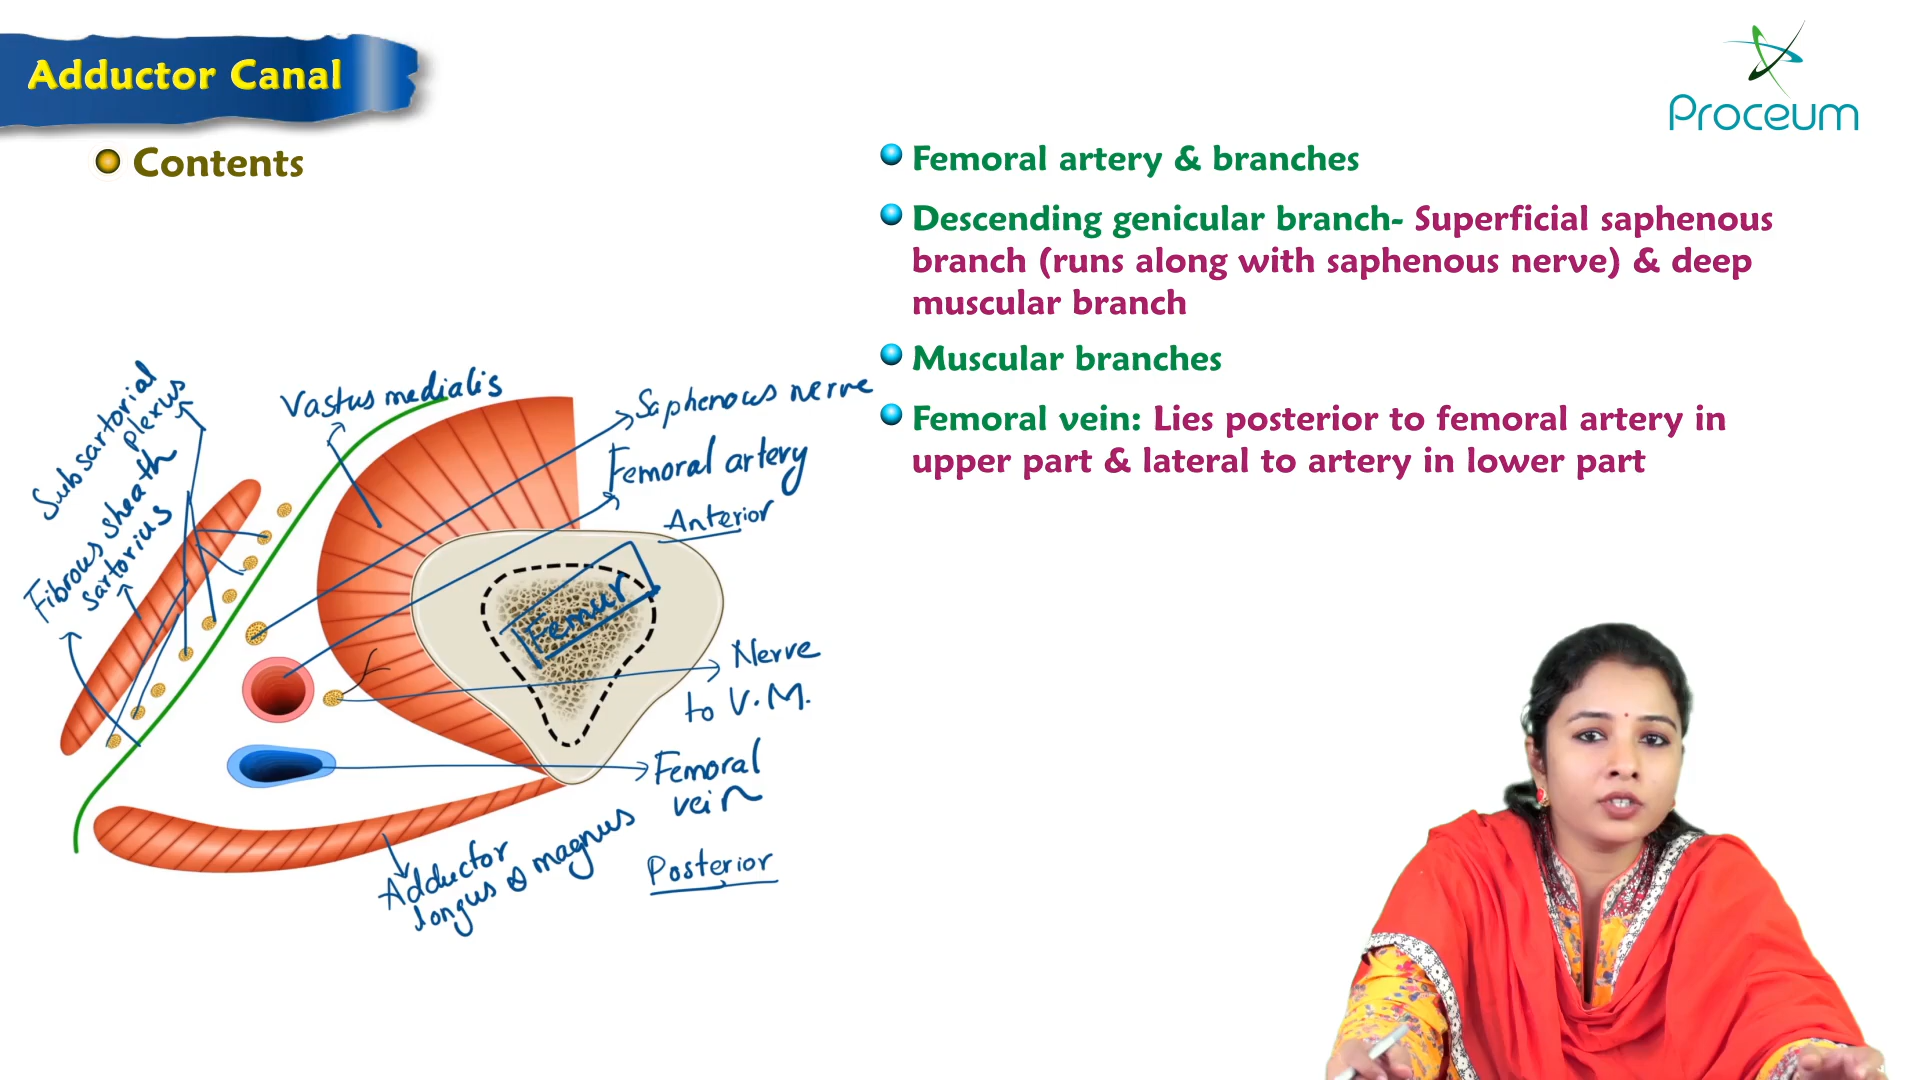 Adductor Canal
Proceum
Contents
Femoral artery & branches
Descending genicular branch- Superficial saphenous
branch (runs along with saphenous nerve) & deep
muscular branch
Muscular branches
Femoral vein: Lies posterior to femoral artery in
upper part & lateral to artery in lower part
Subsartorial
plexus
Fibrous sheath
sartorius
Vastus medialis
Saphenous nerve
Femoral artery
Anterior
Femur
Nerve
to V.M.
Femoral
vein
Adductor
longus & magnus
Posterior